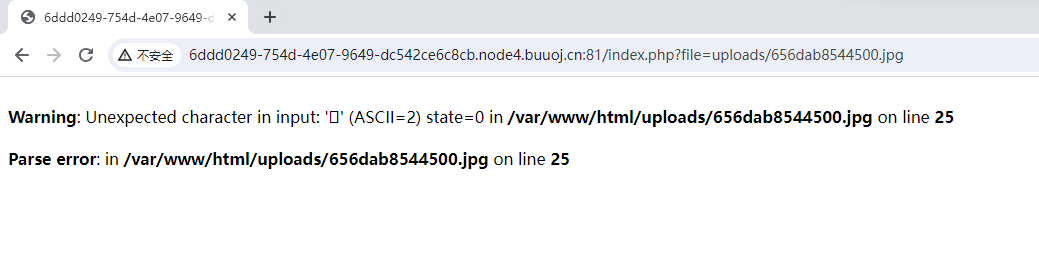 6ddd0249-754d-4e07-9649-d
不安全 6ddd0249-754d-4e07-9649-dc542ce6c8cb.node4.buuoj.cn:81/index.php?file=uploads/656dab8544500.jpg
Warning: Unexpected character in input: '▯' (ASCII=2) state=0 in /var/www/html/uploads/656dab8544500.jpg on line 25
Parse error: in /var/www/html/uploads/656dab8544500.jpg on line 25